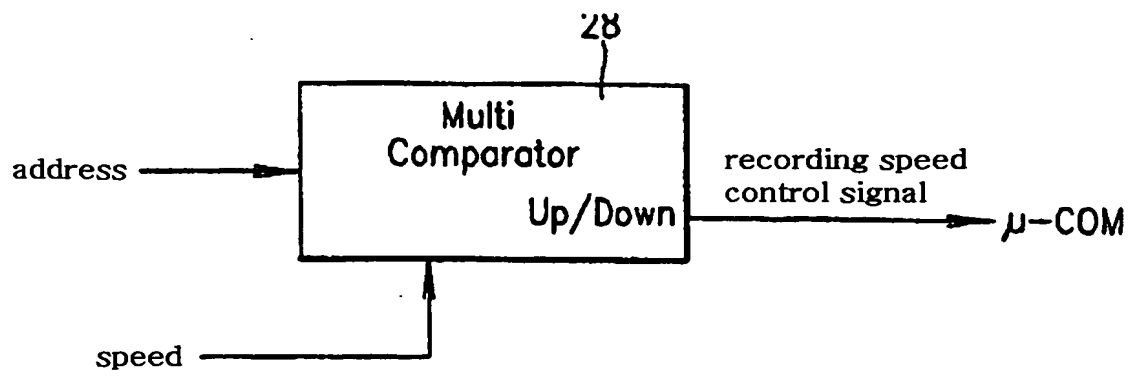 28
Multi
Comparator
address
recording speed
control signal
Up/Down
μ-COM
speed